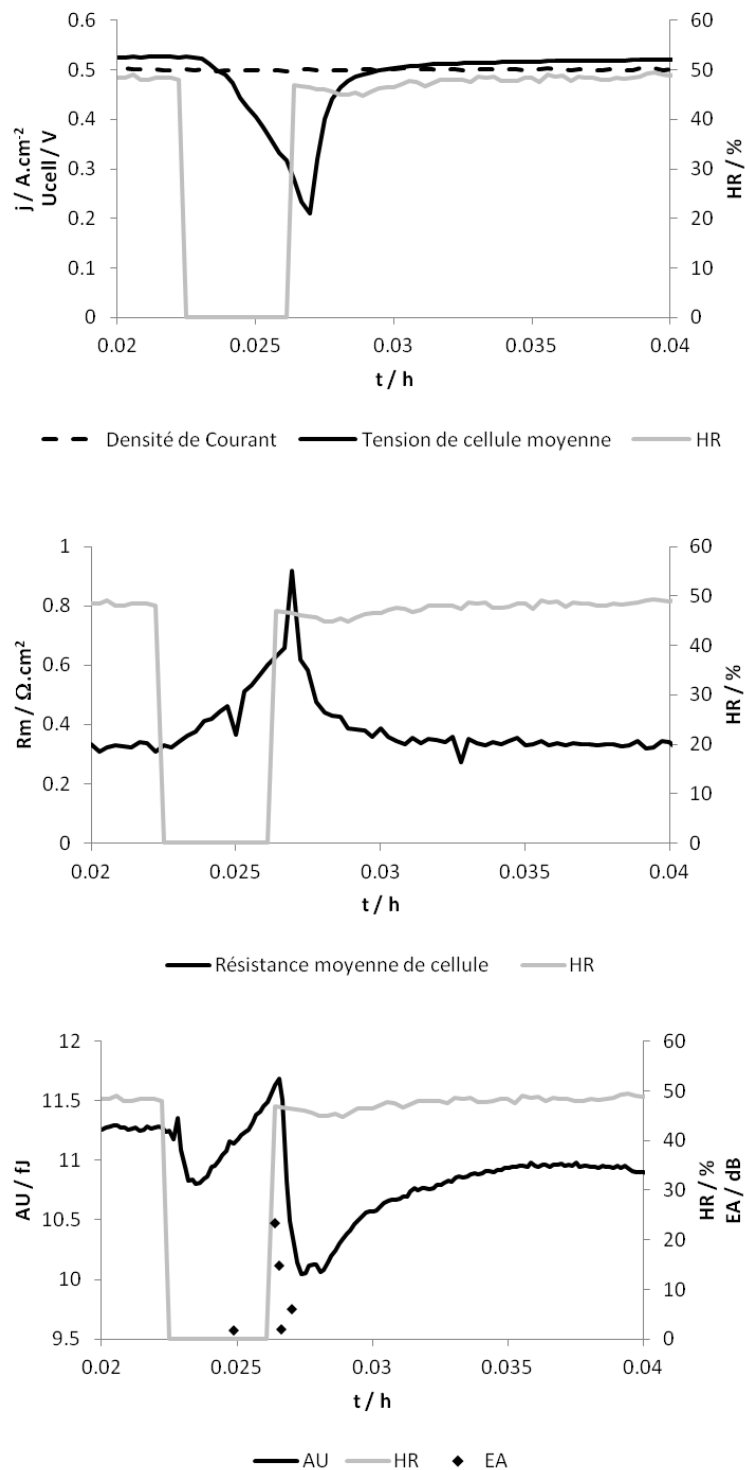 0.6
0.5
0.4
0.3
0.2
0.1
0
j / A.cm-2
Ucell / V
60
50
40
30
20
10
0
HR / %
0.02 0.025 0.03 0.035 0.04
t / h
Densité de Courant Tension de cellule moyenne HR
1
0.8
0.6
0.4
0.2
0
Rm / Ω.cm²
60
50
40
30
20
10
0
HR / %
0.02 0.025 0.03 0.035 0.04
t / h
Résistance moyenne de cellule HR
12
11.5
11
10.5
10
9.5
AU / fJ
60
50
40
30
20
10
0
HR / %
EA / dB
0.02 0.025 0.03 0.035 0.04
t / h
AU HR EA